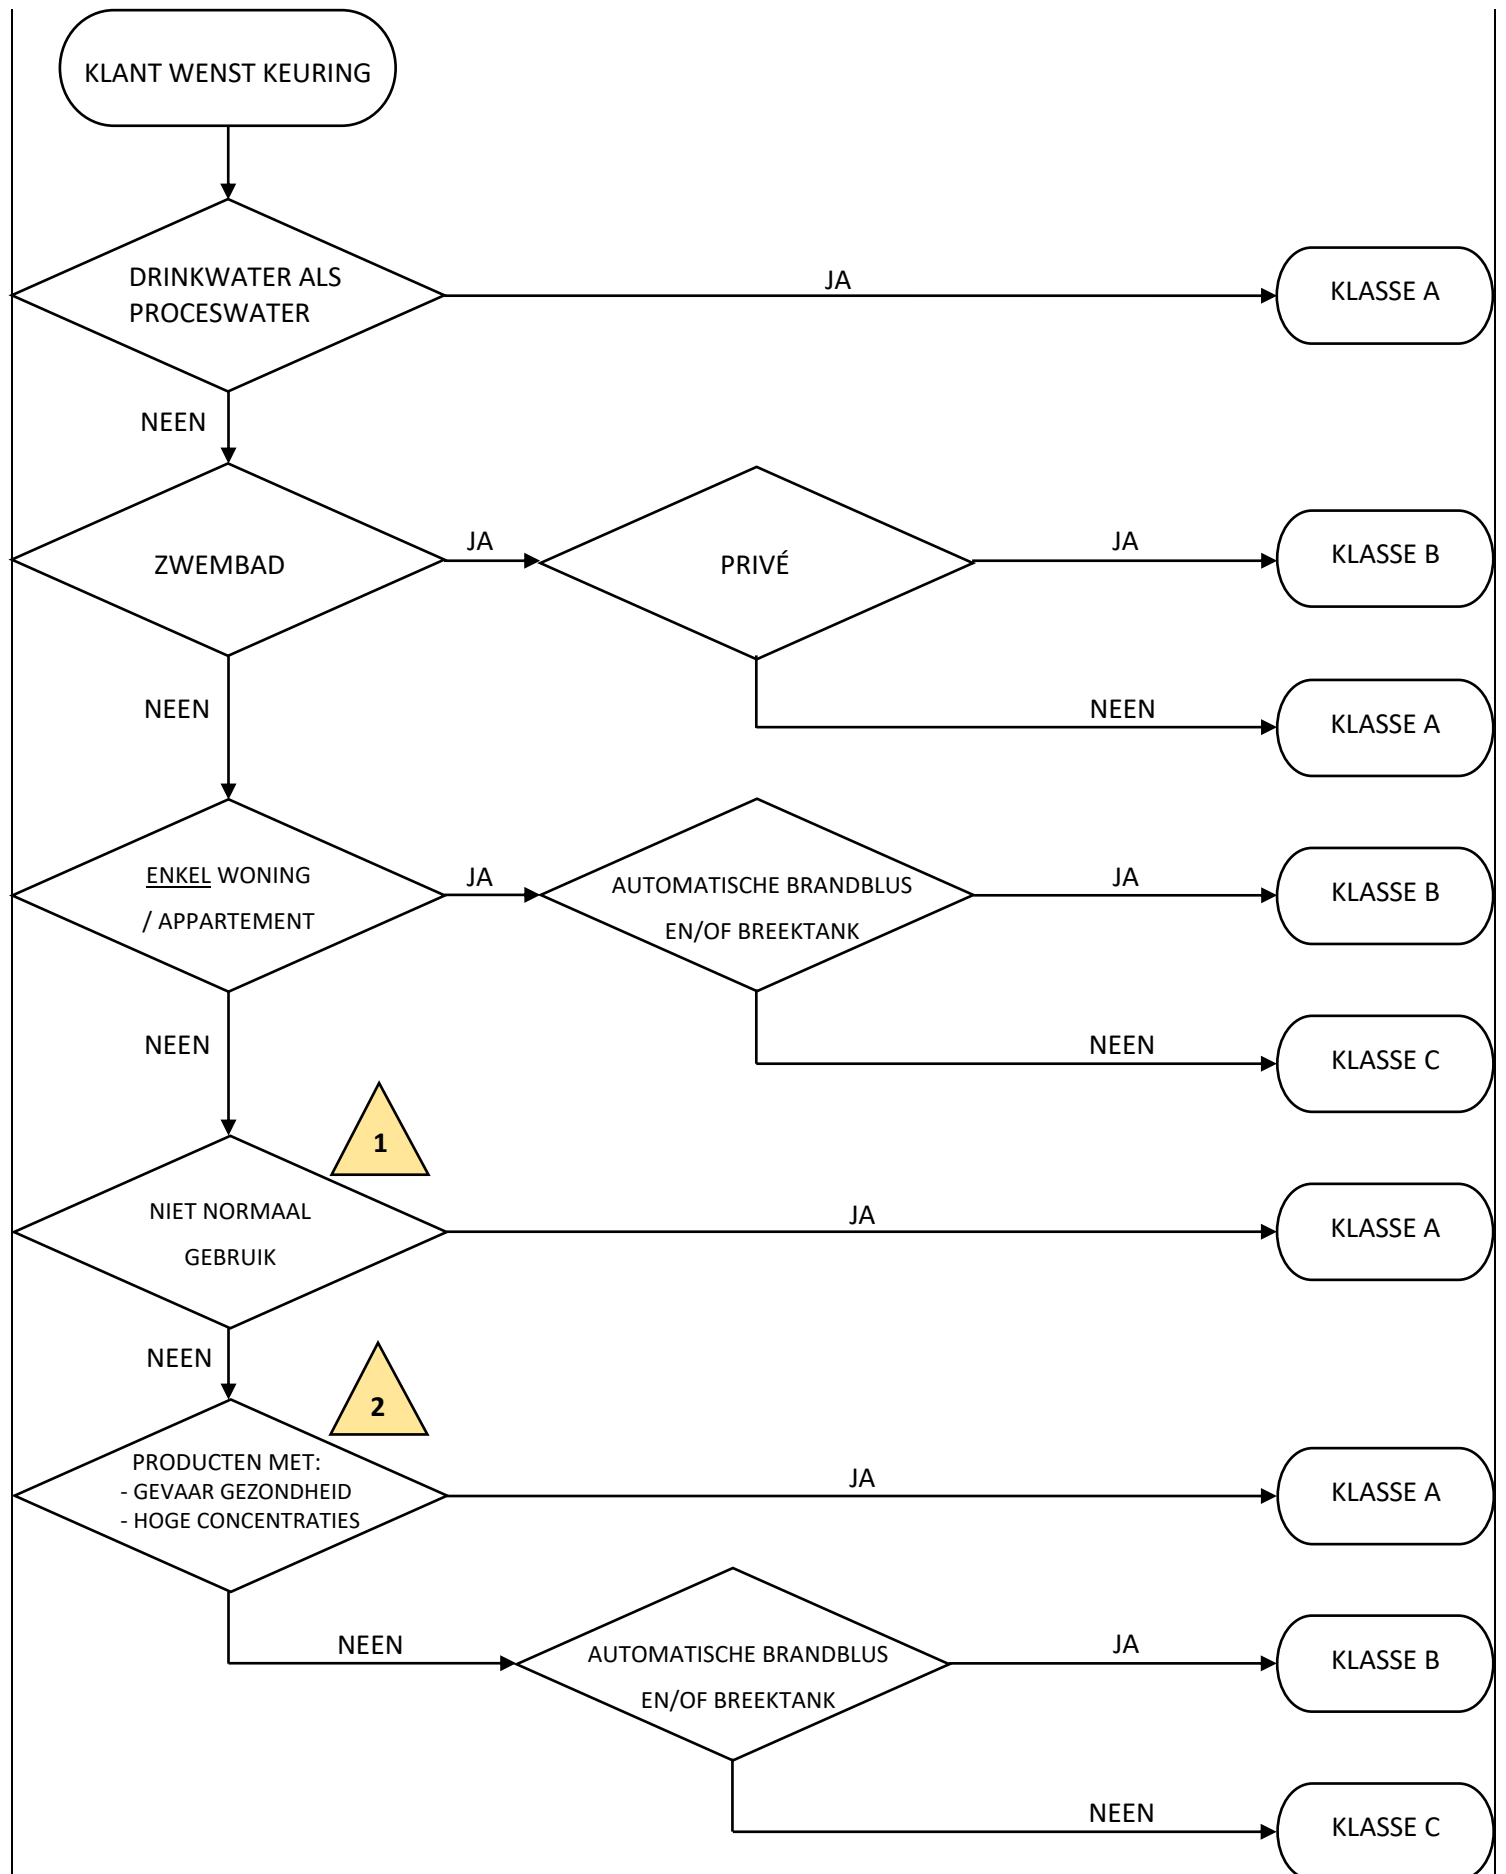 KLANT WENST KEURING
DRINKWATER ALS
PROCESWATER
JA
KLASSE A
NEEN
ZWEMBAD
JA
PRIVÉ
JA
KLASSE B
NEEN
NEEN
KLASSE A
ENKEL WONING
/ APPARTEMENT
JA
AUTOMATISCHE BRANDBLUS
EN/OF BREEKTANK
JA
KLASSE B
NEEN
NEEN
KLASSE C
1
NIET NORMAAL
GEBRUIK
JA
KLASSE A
NEEN
2
PRODUCTEN MET:
- GEVAAR GEZONDHEID
- HOGE CONCENTRATIES
JA
KLASSE A
NEEN
AUTOMATISCHE BRANDBLUS
EN/OF BREEKTANK
JA
KLASSE B
NEEN
KLASSE C